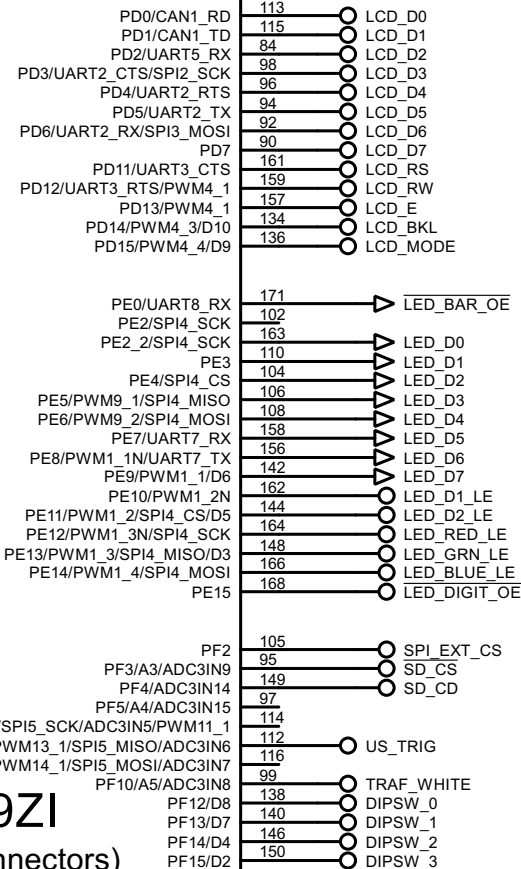 PD0/CAN1_RD 113 LCD_D0
PD1/CAN1_TD 115 LCD_D1
PD2/UART5_RX 84 LCD_D2
PD3/UART2_CTS/SPI2_SCK 98 LCD_D3
PD4/UART2_RTS 96 LCD_D4
PD5/UART2_TX 94 LCD_D5
PD6/UART2_RX/SPI3_MOSI 92 LCD_D6
PD7 90 LCD_D7
PD11/UART3_CTS 161 LCD_RS
PD12/UART3_RTS/PWM4_1 159 LCD_RW
PD13/PWM4_1 157 LCD_E
PD14/PWM4_3/D10 134 LCD_BKL
PD15/PWM4_4/D9 136 LCD_MODE
PE0/UART8_RX 171 LED_BAR_OE
PE2/SPI4_SCK 102
PE2_2/SPI4_SCK 163 LED_D0
PE3 110 LED_D1
PE4/SPI4_CS 104 LED_D2
PE5/PWM9_1/SPI4_MISO 106 LED_D3
PE6/PWM9_2/SPI4_MOSI 108 LED_D4
PE7/UART7_RX 158 LED_D5
PE8/PWM1_1N/UART7_TX 156 LED_D6
PE9/PWM1_1/D6 142 LED_D7
PE10/PWM1_2N 162 LED_D1_LE
PE11/PWM1_2/SPI4_CS/D5 144 LED_D2_LE
PE12/PWM1_3N/SPI4_SCK 164 LED_RED_LE
PE13/PWM1_3/SPI4_MISO/D3 148 LED_GRN_LE
PE14/PWM1_4/SPI4_MOSI 166 LED_BLUE_LE
PE15 168 LED_DIGIT_OE
PF2 105 SPI_EXT_CS
PF3/A3/ADC3IN9 95 SD_CS
PF4/ADC3IN14 149 SD_CD
PF5/A4/ADC3IN15 97
/SPI5_SCK/ADC3IN5/PWM11_1 114
PWM13_1/SPI5_MISO/ADC3IN6 112 US_TRIG
PWM14_1/SPI5_MOSI/ADC3IN7 116
PF10/A5/ADC3IN8 99 TRAF_WHITE
PF12/D8 138 DIPSW_0
9ZI
PF13/D7 140 DIPSW_1
PF14/D4 146 DIPSW_2
nnectors)
PF15/D2 150 DIPSW_3